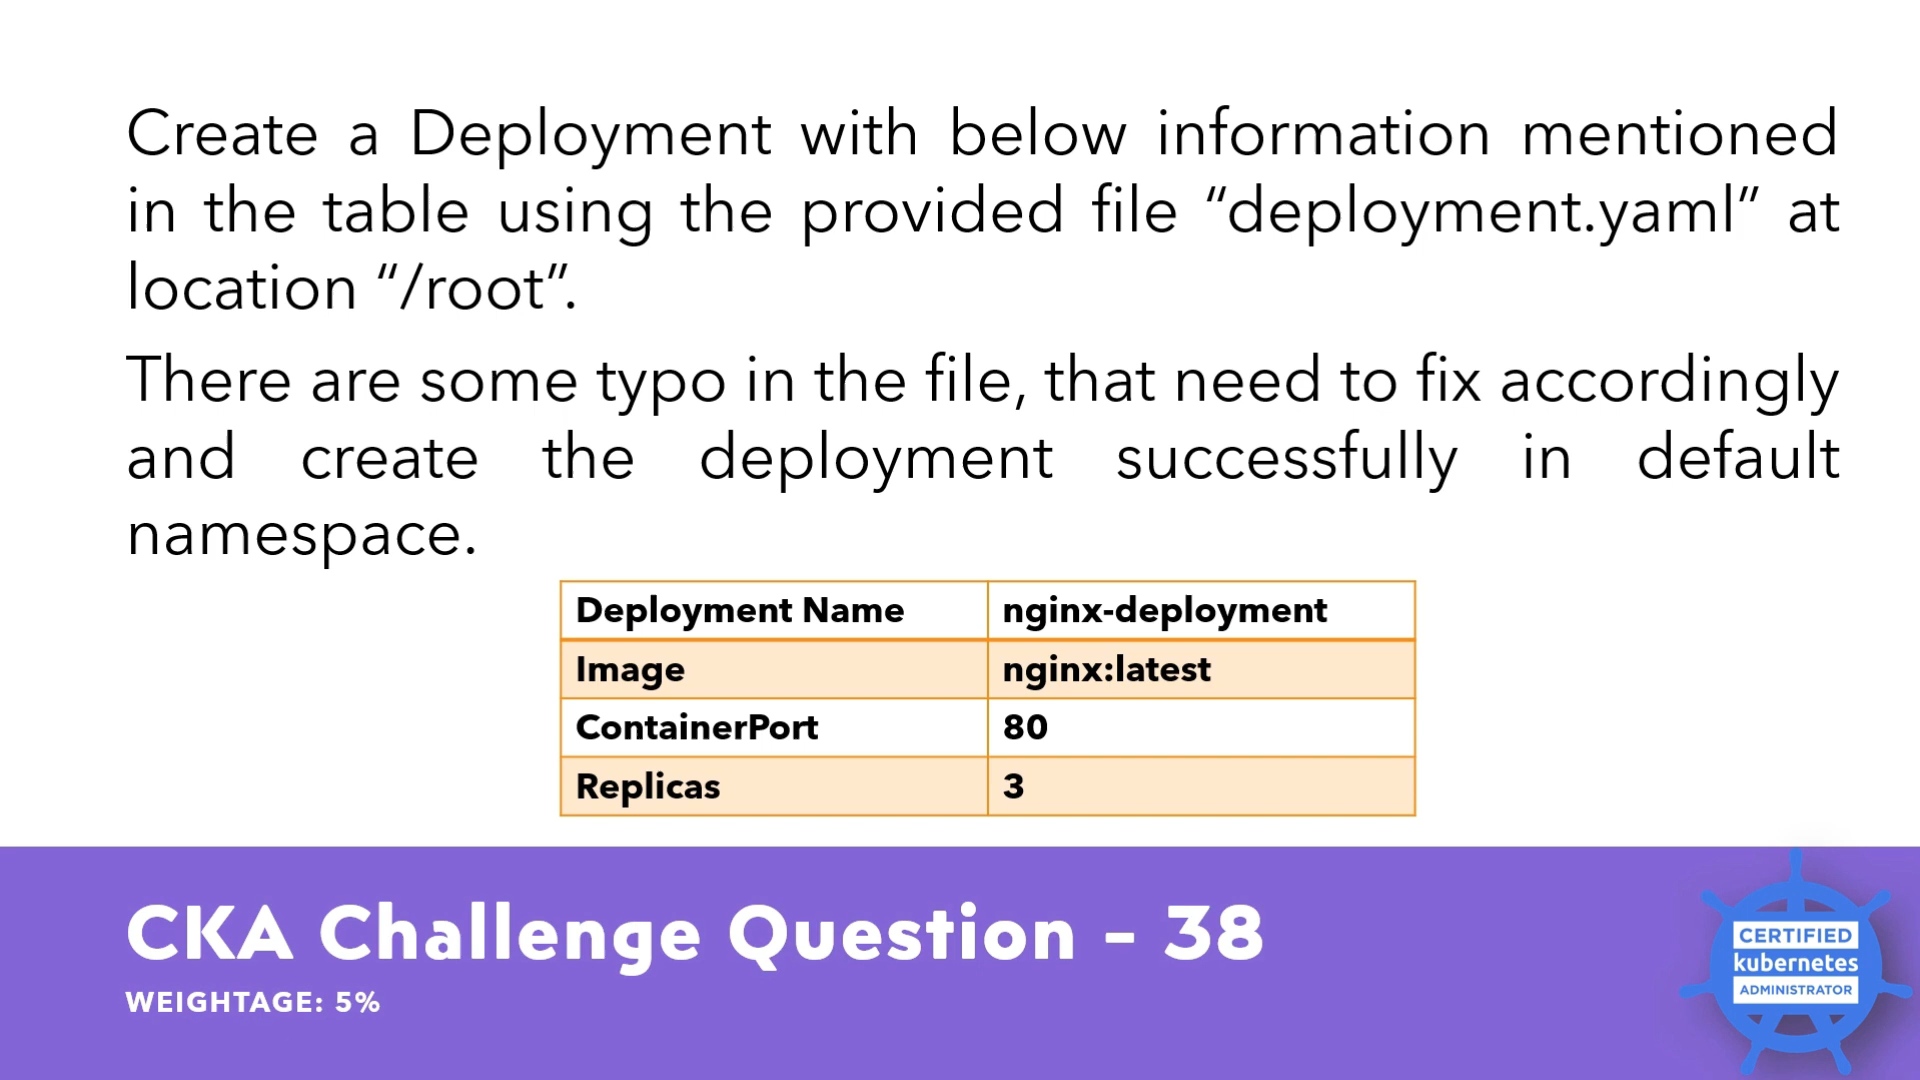 Create a Deployment with below information mentioned
in the table using the provided file “deployment.yaml” at
location “/root”.
There are some typo in the file, that need to fix accordingly
and create the deployment successfully in default
namespace.
Deployment Name nginx-deployment
Image nginx:latest
ContainerPort 80
Replicas 3
CKA Challenge Question - 38
WEIGHTAGE: 5%
CERTIFIED
kubernetes
ADMINISTRATOR